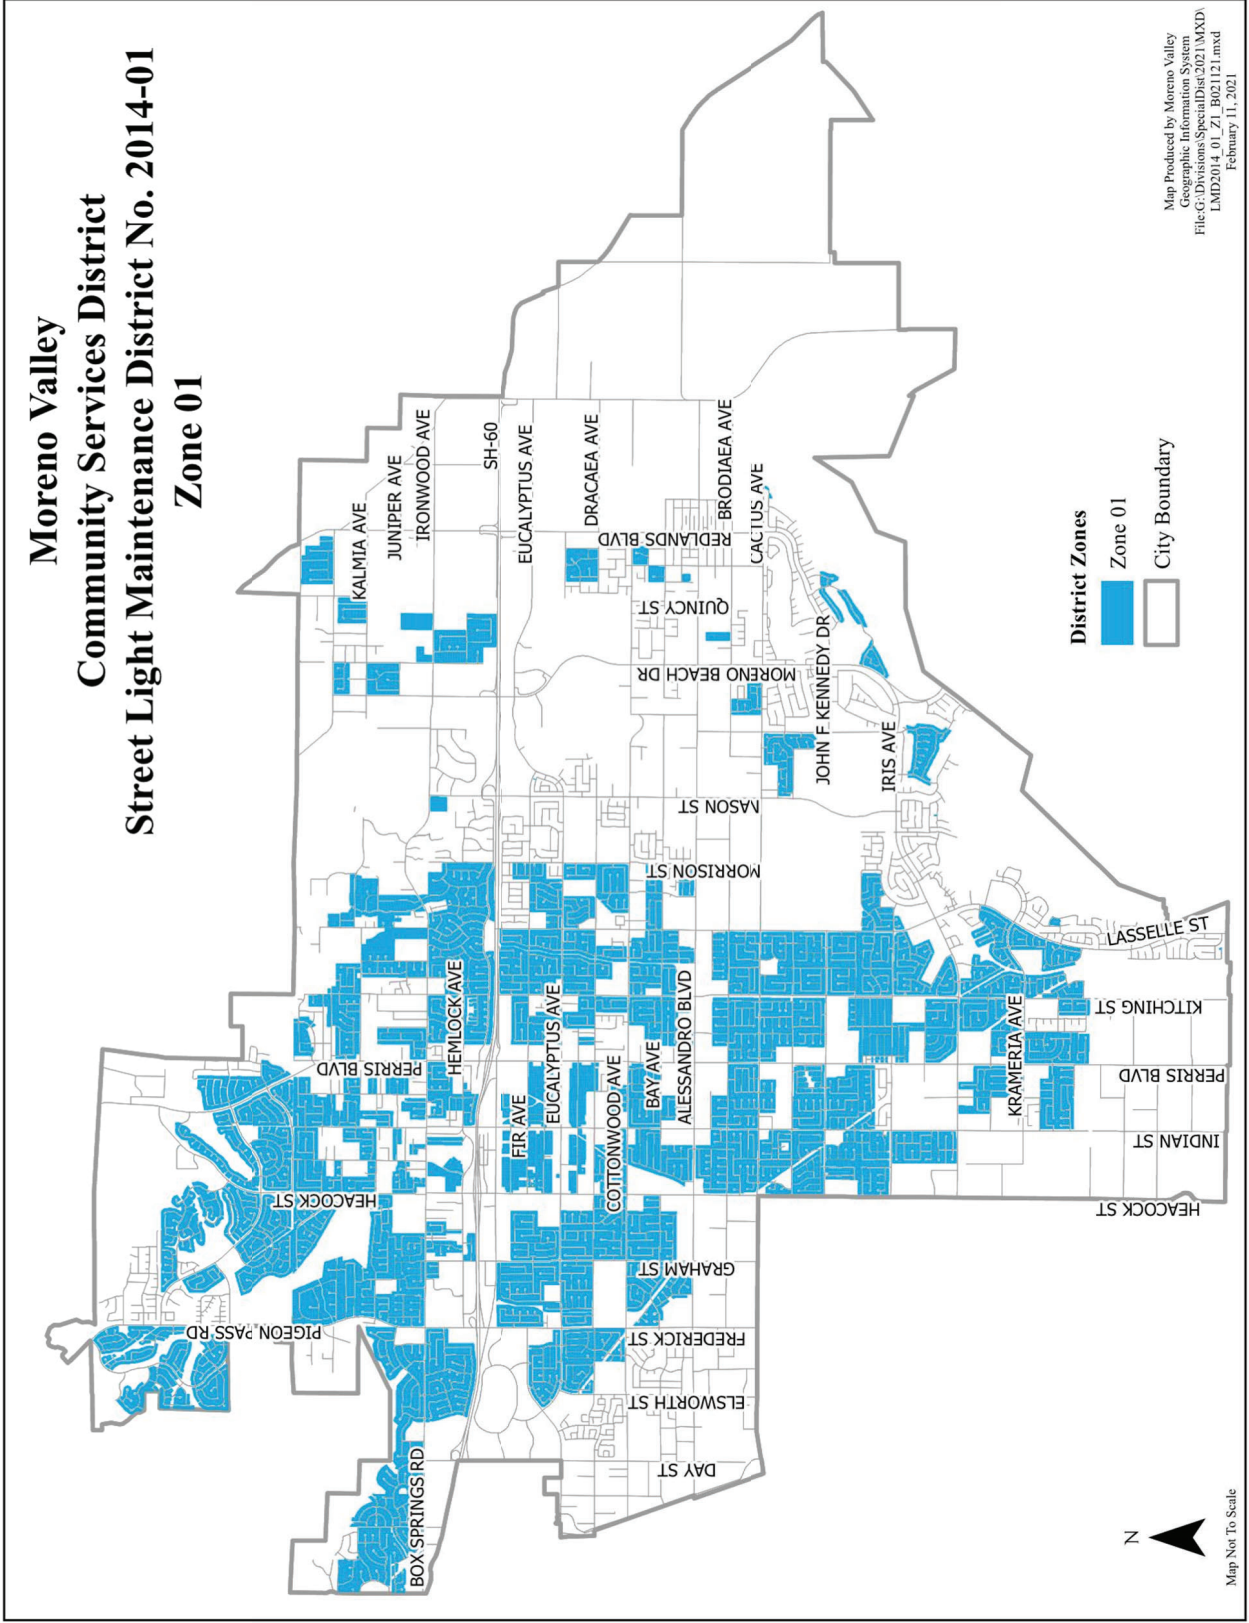 Moreno Valley
Community Services District
Street Light Maintenance District No. 2014-01
Zone 01
KALMIA AVE
JUNIPER AVE
IRONWOOD AVE
SH-60
EUCALYPTUS AVE
DRACAEA AVE
REDLANDS BLVD
BRODIAEA AVE
CACTUS AVE
QUINCY ST
MORENO BEACH DR
JOHN F KENNEDY DR
IRIS AVE
NASON ST
MORRISON ST
LASSELLE ST
KITCHING ST
PERRIS BLVD
HEMLOCK AVE
EUCALYPTUS AVE
ALESSANDRO BLVD
BAY AVE
COTTONWOOD AVE
FIR AVE
KRAMERIA AVE
PERRIS BLVD
INDIAN ST
HEACOCK ST
HEACOCK ST
GRAHAM ST
PIGEON PASS RD
FREDERICK ST
ELSWORTH ST
DAY ST
BOX SPRINGS RD
District Zones
Zone 01
City Boundary
N
Map Not To Scale
Map Produced by Moreno Valley
Geographic Information System
File:G:\Divisions\SpecialDist\2021\MXD\
LMD2014_01_Z1_B021121.mxd
February 11, 2021